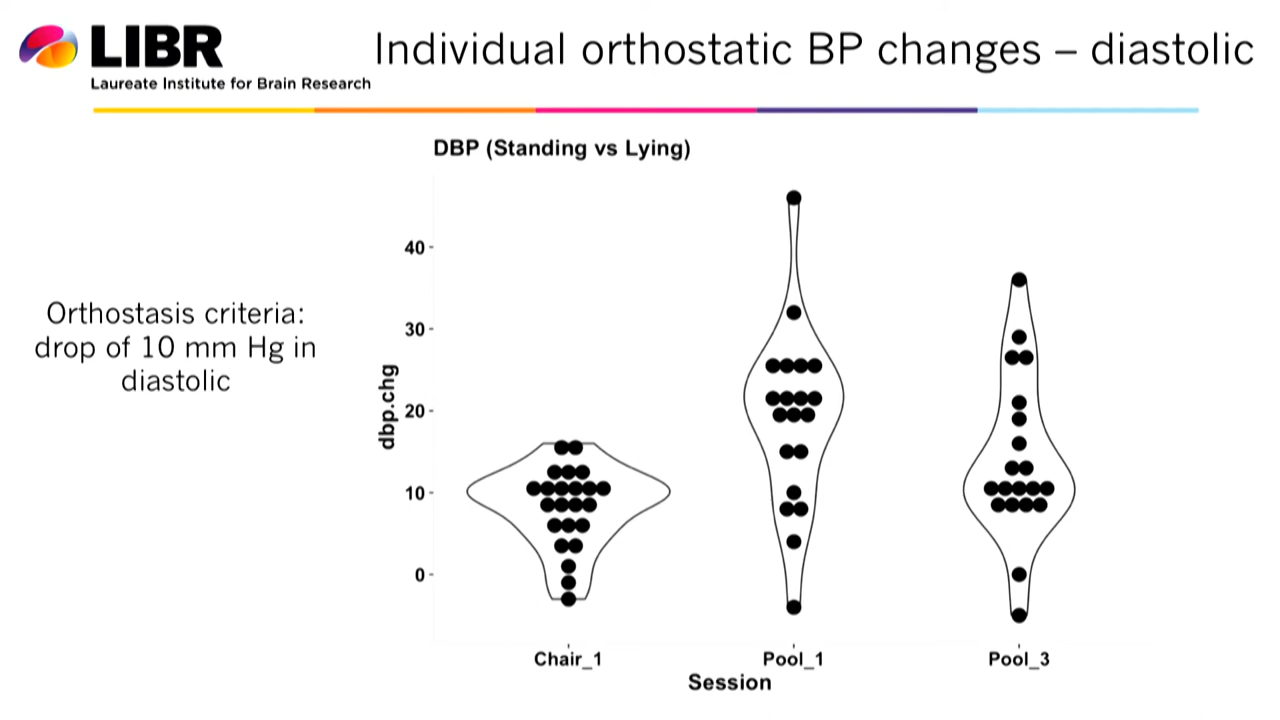 LIBR
Laureate Institute for Brain Research
Individual orthostatic BP changes – diastolic
Orthostasis criteria:
drop of 10 mm Hg in
diastolic
DBP (Standing vs Lying)
dbp.chg
40
30
20
10
0
Chair_1
Pool_1
Pool_3
Session